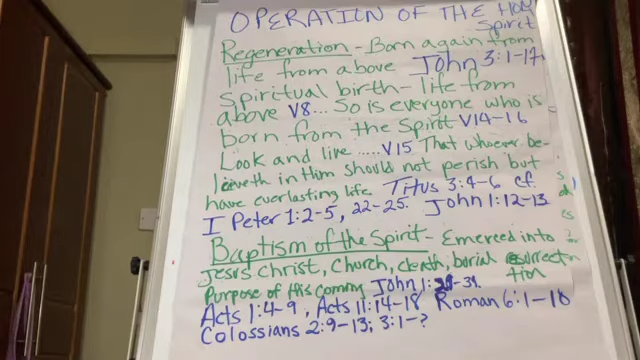 OPERATION OF THE HOLY
Spirit
Regeneration - Born again from
life from above John 3:1-17
spiritual birth - life from
above V8... So is everyone who is
born from the Spirit V14-16
Look and live ..... V15 That whoever be-
lieveth in Him should not perish but
have everlasting life. Titus 3:4-6 cf.
I Peter 1:2-5, 22-25. John 1:12-13
Baptism of the Spirit - Emerced into
Jesus Christ, Church, death, borial resurrect-
tion
Purpose of His coming John 1:29-34
Acts 1:4-9, Acts 11:14-18 Roman 6:1-18
Colossians 2:9-13; 3:1-?